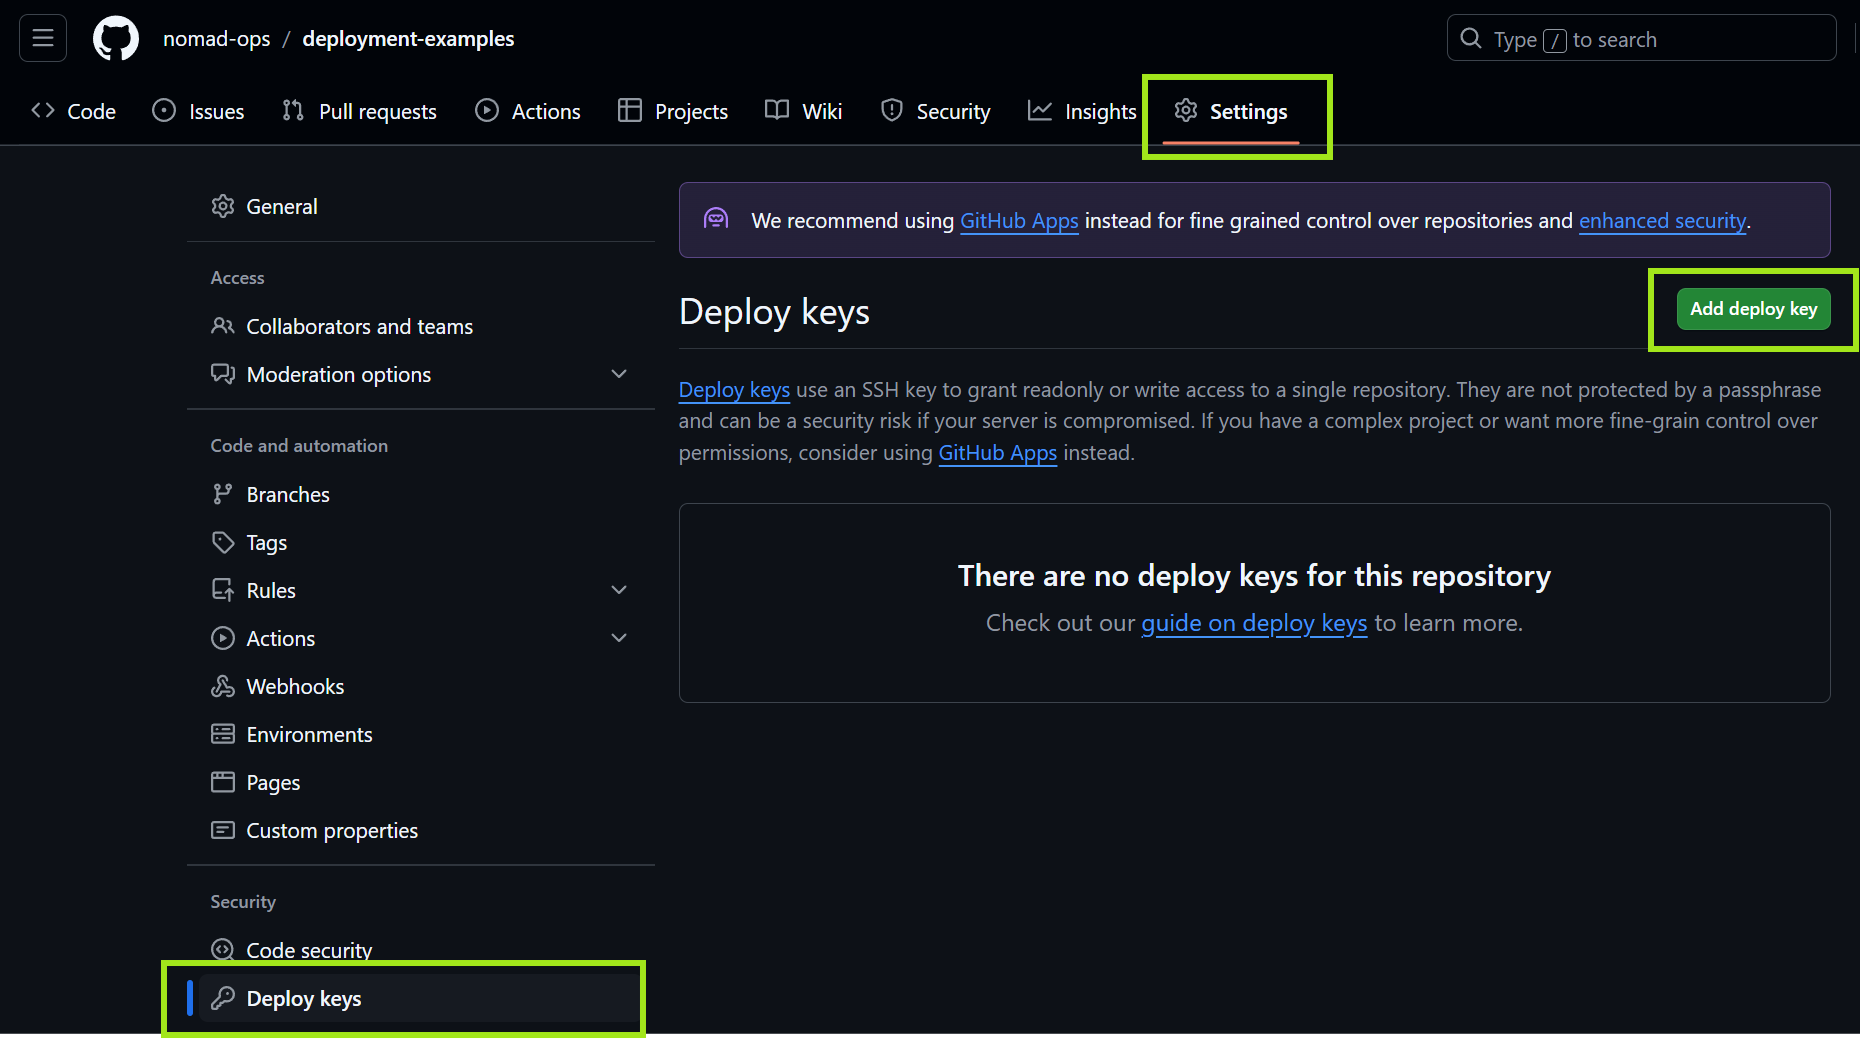 nomad-ops / deployment-examples
Type / to search
Code Issues Pull requests Actions Projects Wiki Security Insights Settings
General
Access
Collaborators and teams
Moderation options
Code and automation
Branches
Tags
Rules
Actions
Webhooks
Environments
Pages
Custom properties
Security
Code security
Deploy keys
We recommend using GitHub Apps instead for fine grained control over repositories and enhanced security.
Deploy keys
Add deploy key
Deploy keys use an SSH key to grant readonly or write access to a single repository. They are not protected by a passphrase
and can be a security risk if your server is compromised. If you have a complex project or want more fine-grain control over
permissions, consider using GitHub Apps instead.
There are no deploy keys for this repository
Check out our guide on deploy keys to learn more.